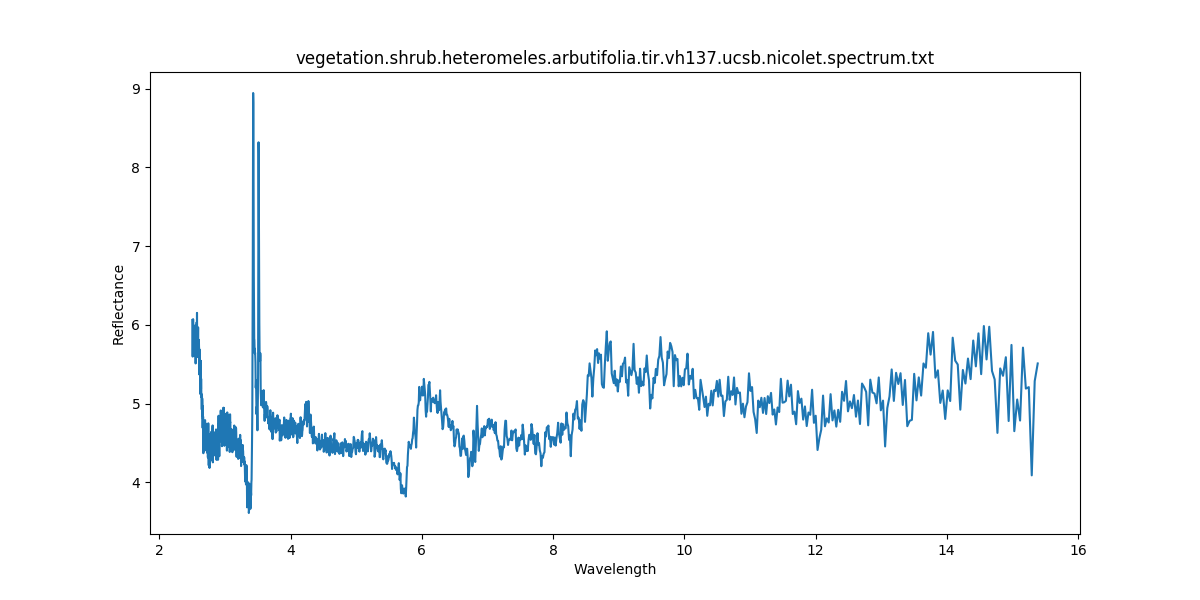 vegetation.shrub.heteromeles.arbutifolia.tir.vh137.ucsb.nicolet.spectrum.txt
9
8
7
6
5
4
Reflectance
2 4 6 8 10 12 14 16
Wavelength